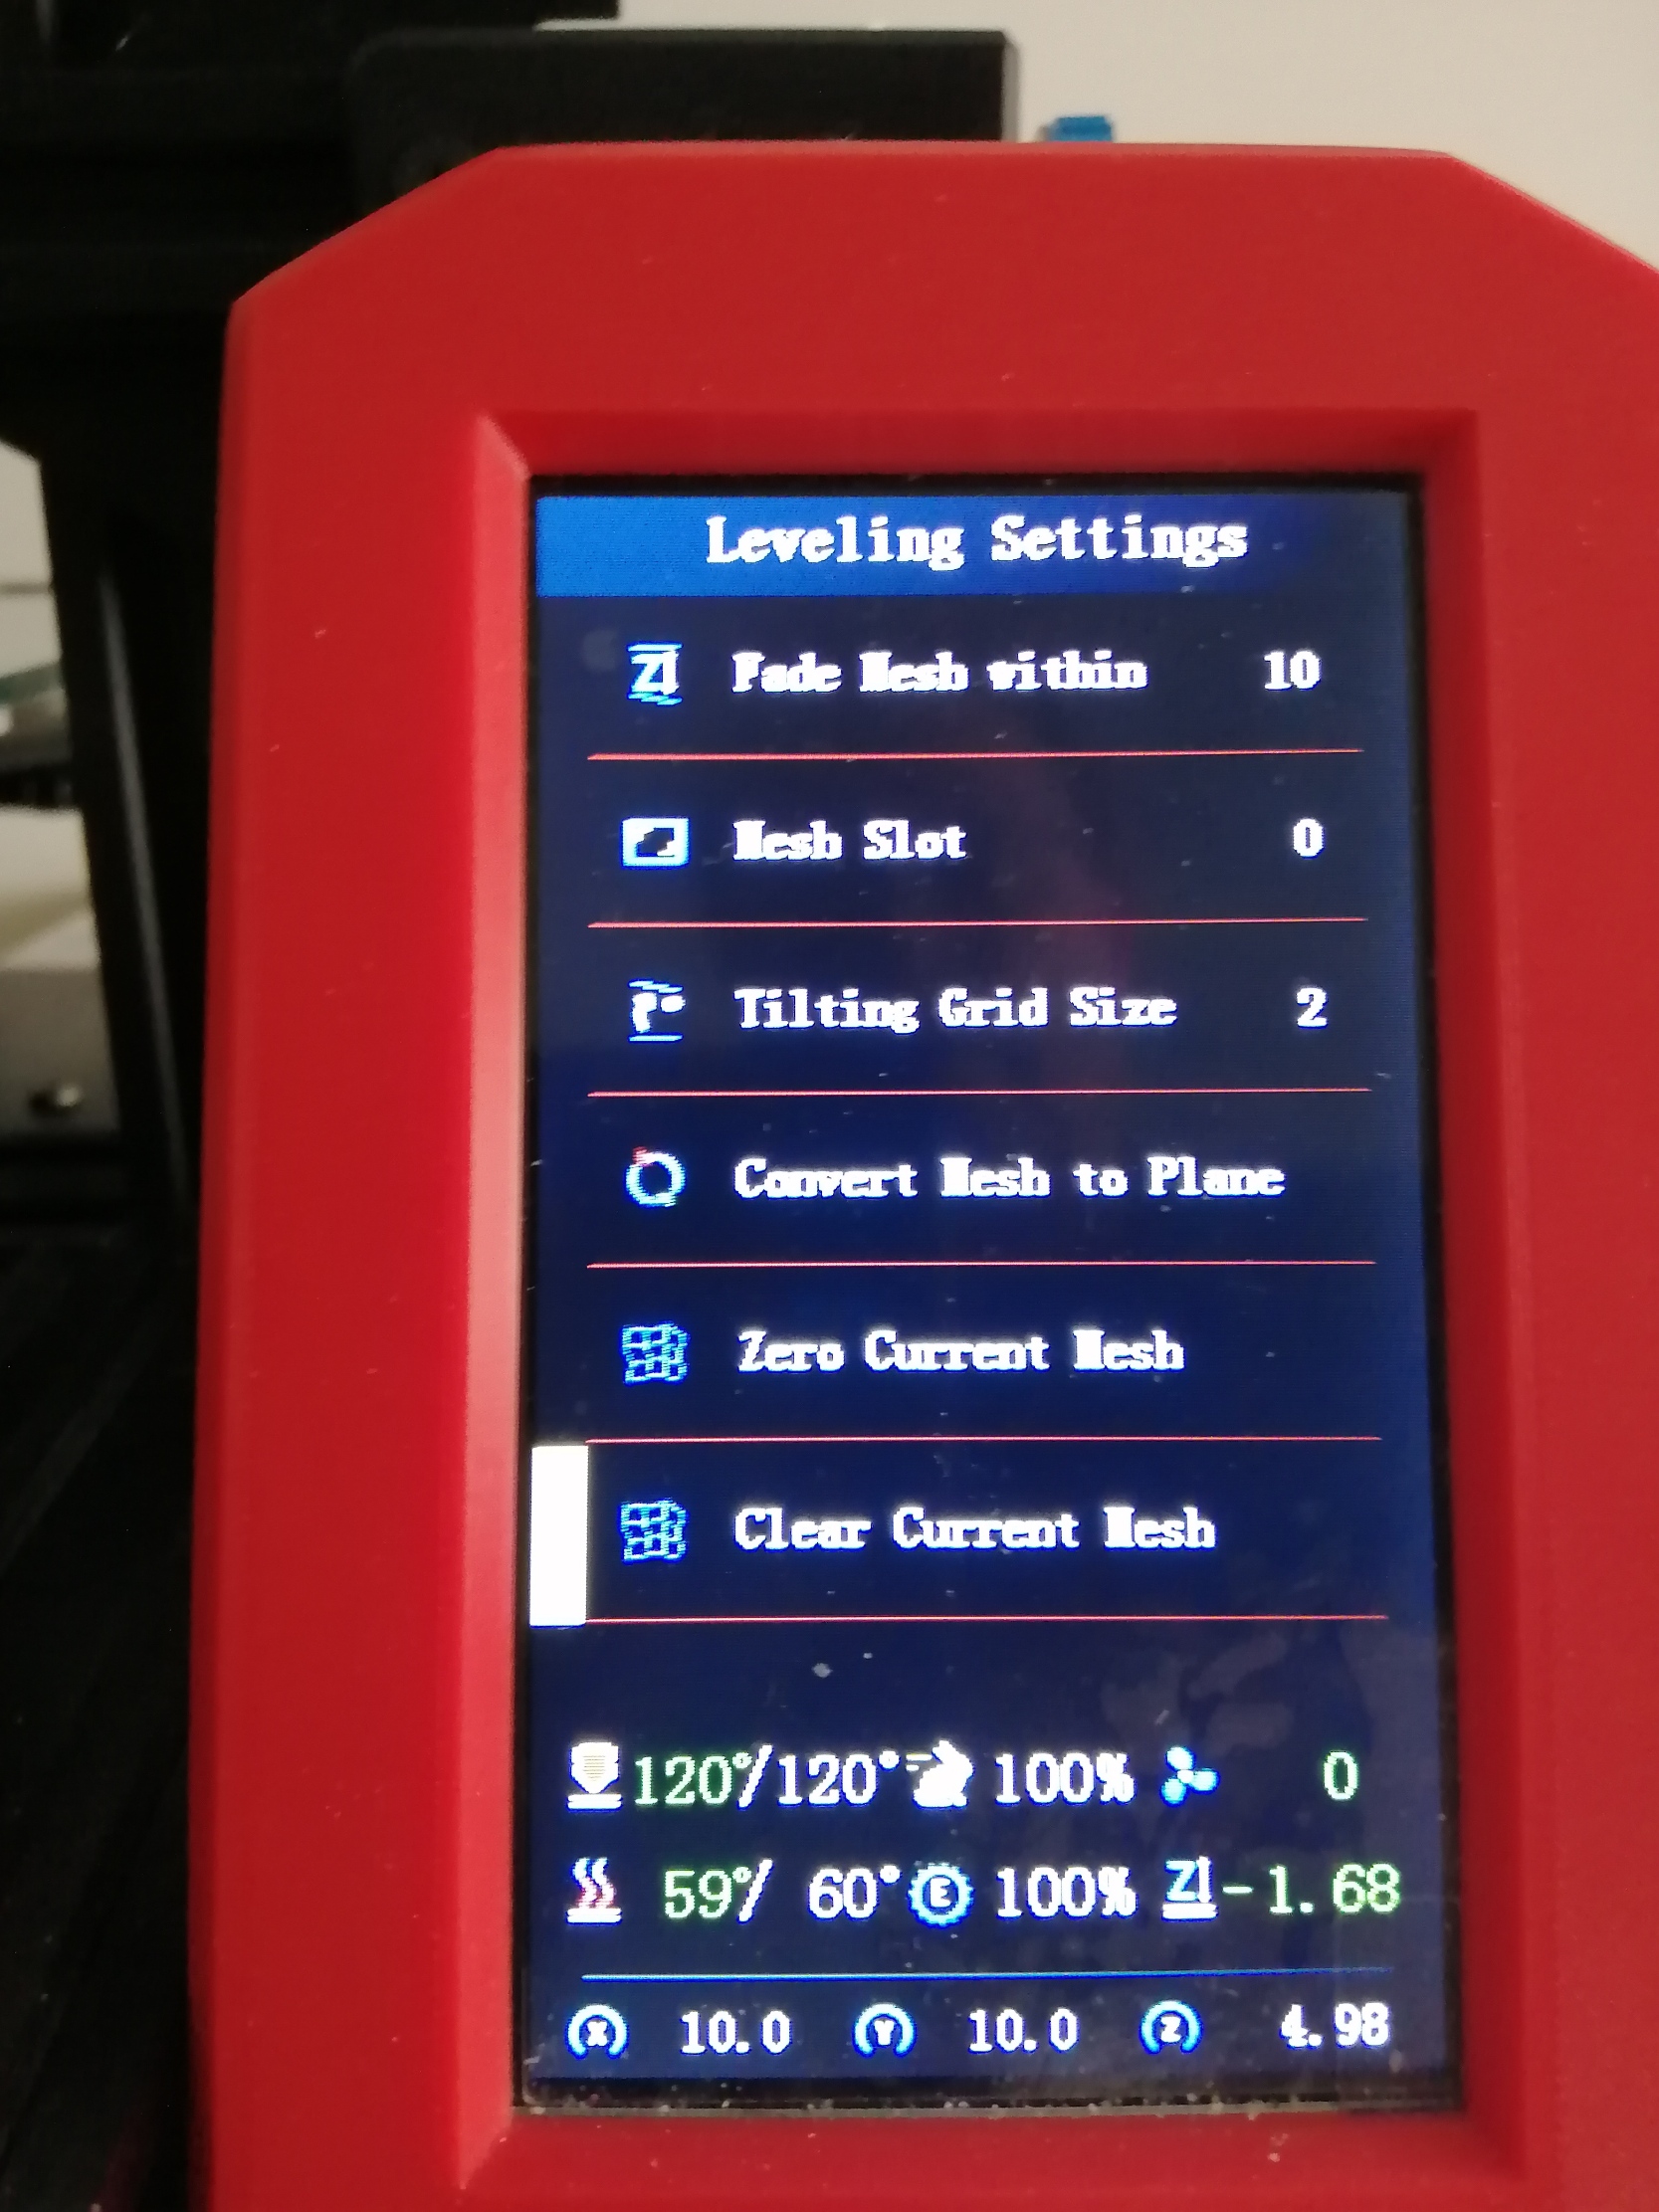 Leveling Settings
Fade Mesh within 10
Mesh Slot 0
Tilting Grid Size 2
Convert Mesh to Plane
Zero Current Mesh
Clear Current Mesh
120°/120° 100% 0
59°/ 60° E 100% Z -1.68
X 10.0 Y 10.0 Z 4.98